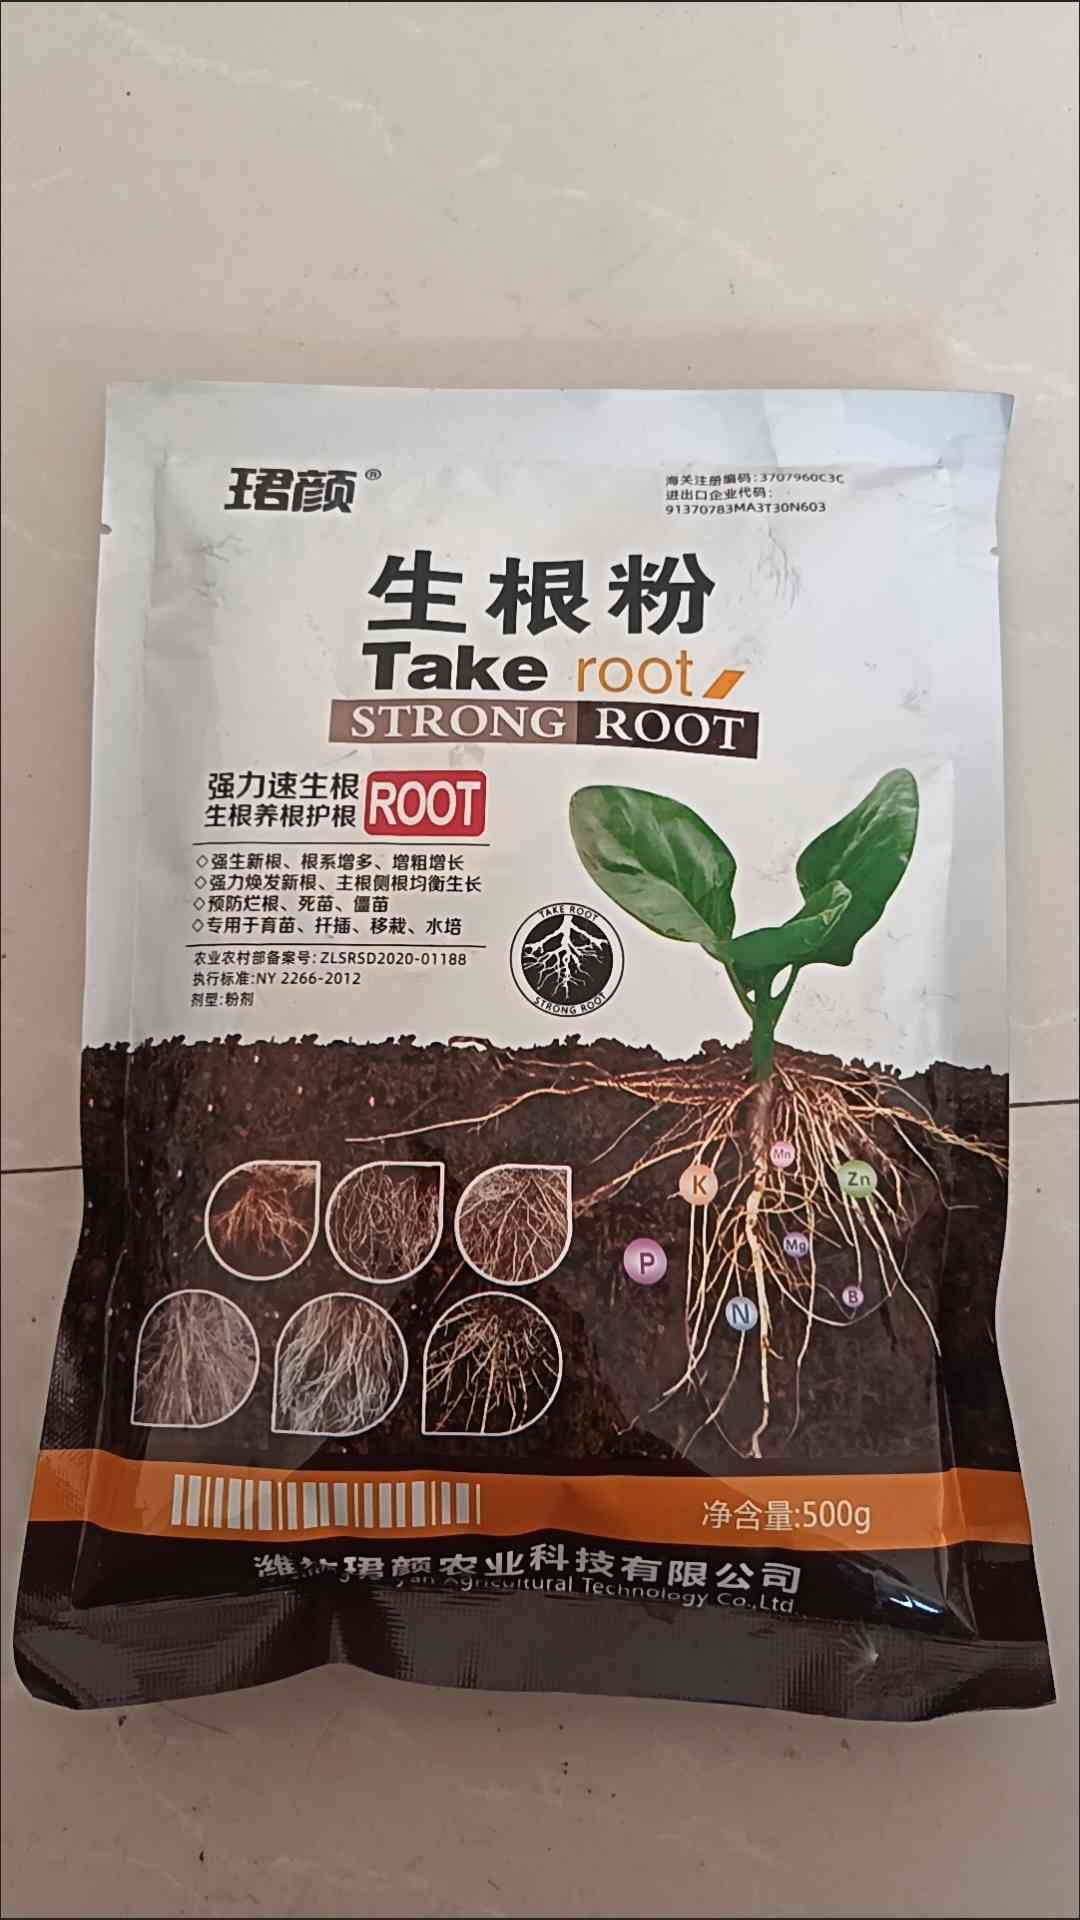 珺颜®
海关注册编码:3707960C3C
进出口企业代码:
91370783MA3T30N603
生根粉
Take root
STRONG ROOT
强力速生根
生根养根护根
ROOT
◇强生新根、根系增多、增粗增长
◇强力焕发新根、主根侧根均衡生长
◇预防烂根、死苗、僵苗
◇专用于育苗、扦插、移栽、水培
农业农村部备案号:ZLSRSD2020-01188
执行标准:NY 2266-2012
剂型:粉剂
TAKE ROOT
STRONG ROOT
Mn
K
Zn
Mg
P
B
N
净含量:500g
珺颜农业科技有限公司
Agricultural Technology Co.,Ltd